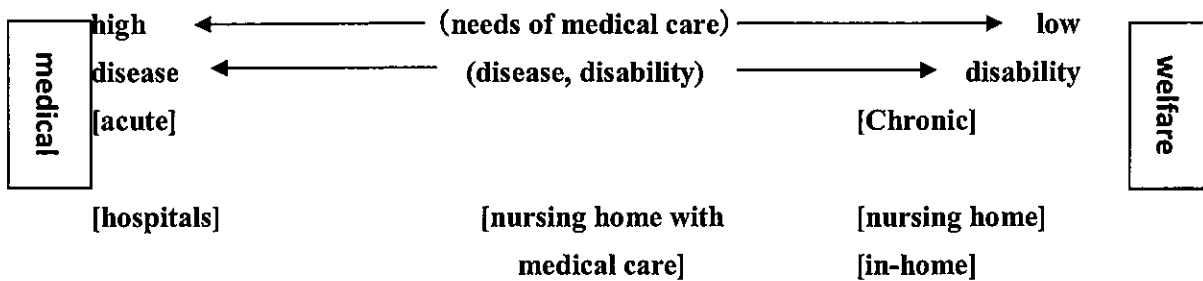 high (needs of medical care) low
medical
disease (disease, disability) disability
welfare
[acute] [Chronic]
[hospitals] [nursing home with [nursing home]
medical care] [in-home]